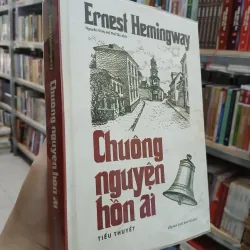 Ernest Hemingway
Chuông
nguyện
hồn ai
TIỂU THUYẾT
Chuông nguyện hồn ai